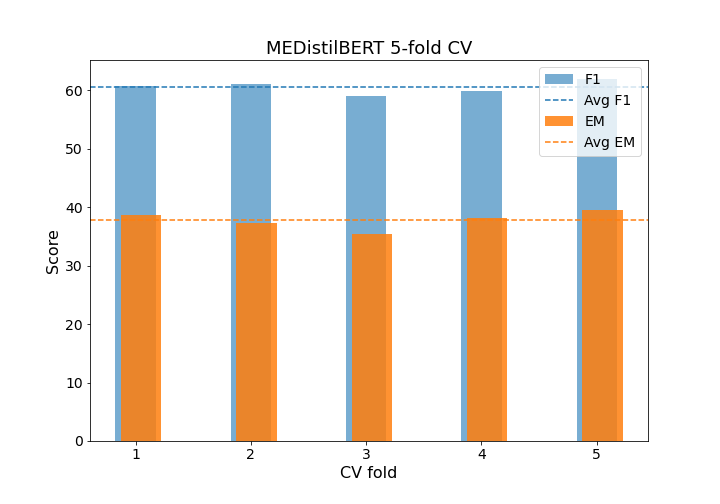 MEDistilBERT 5-fold CV
F1
Avg F1
EM
Avg EM
60
50
40
30
20
10
0
Score
1 2 3 4 5
CV fold